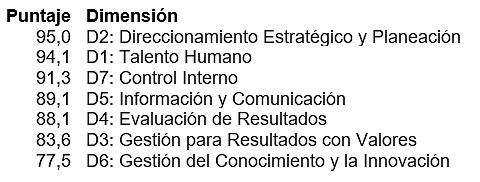 Puntaje Dimensión
95,0 D2: Direccionamiento Estratégico y Planeación
94,1 D1: Talento Humano
91,3 D7: Control Interno
89,1 D5: Información y Comunicación
88,1 D4: Evaluación de Resultados
83,6 D3: Gestión para Resultados con Valores
77,5 D6: Gestión del Conocimiento y la Innovación